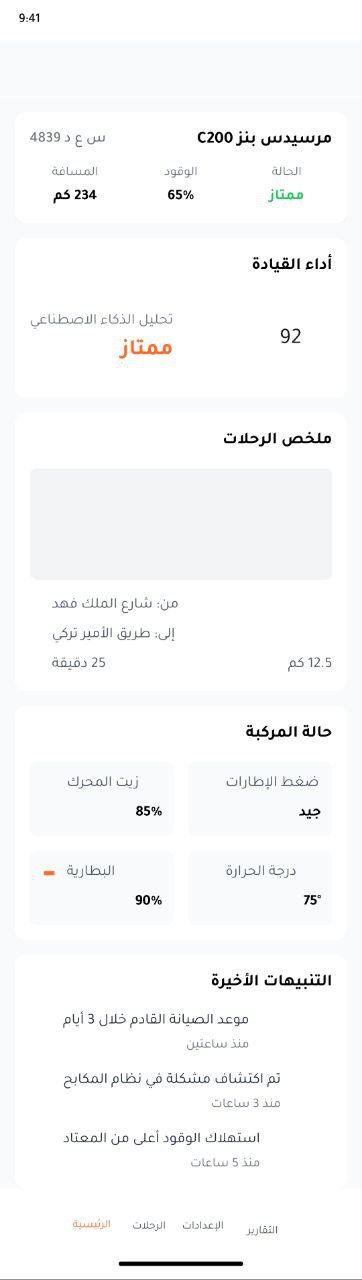 9:41
مرسيدس بنز C200
س ع د 4839
الحالة
الوقود
المسافة
ممتاز
65%
234 كم
أداء القيادة
92
تحليل الذكاء الاصطناعي
ممتاز
ملخص الرحلات
من: شارع الملك فهد
إلى: طريق الأمير تركي
12.5 كم
25 دقيقة
حالة المركبة
ضغط الإطارات
جيد
زيت المحرك
85%
درجة الحرارة
75°
البطارية
90%
التنبيهات الأخيرة
موعد الصيانة القادم خلال 3 أيام
منذ ساعتين
تم اكتشاف مشكلة في نظام المكابح
منذ 3 ساعات
استهلاك الوقود أعلى من المعتاد
منذ 5 ساعات
التقارير
الإعدادات
الرحلات
الرئيسية